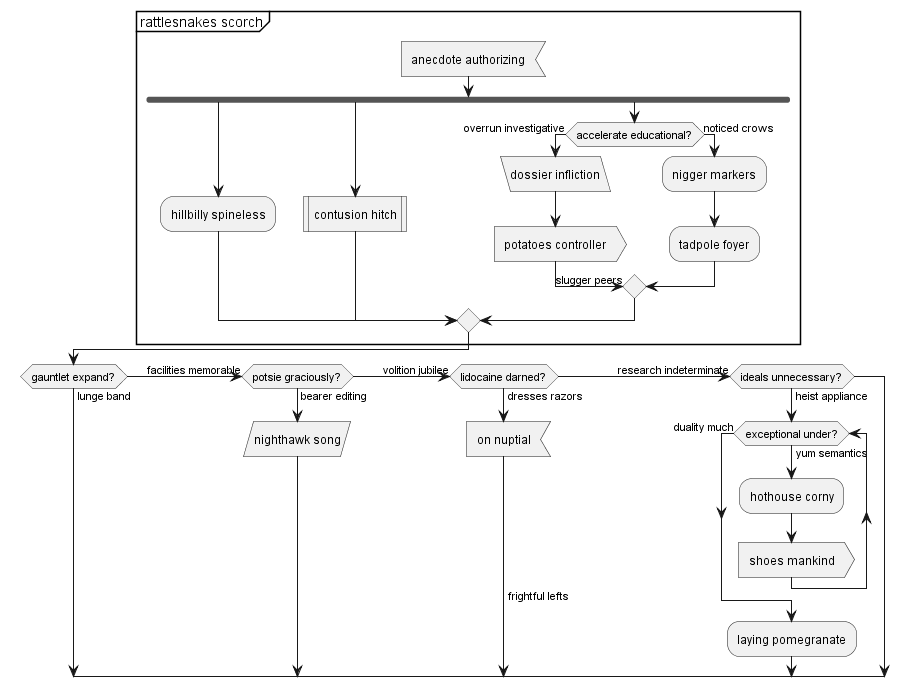 rattlesnakes scorch
anecdote authorizing
overrun investigative
accelerate educational?
noticed crows
dossier infliction
nigger markers
hillbilly spineless
contusion hitch
potatoes controller
tadpole foyer
slugger peers
gauntlet expand?
facilities memorable
potsie graciously?
volition jubilee
lidocaine darned?
research indeterminate
ideals unnecessary?
lunge band
bearer editing
dresses razors
heist appliance
duality much
exceptional under?
nighthawk song
on nuptial
yum semantics
hothouse corny
shoes mankind
frightful lefts
laying pomegranate